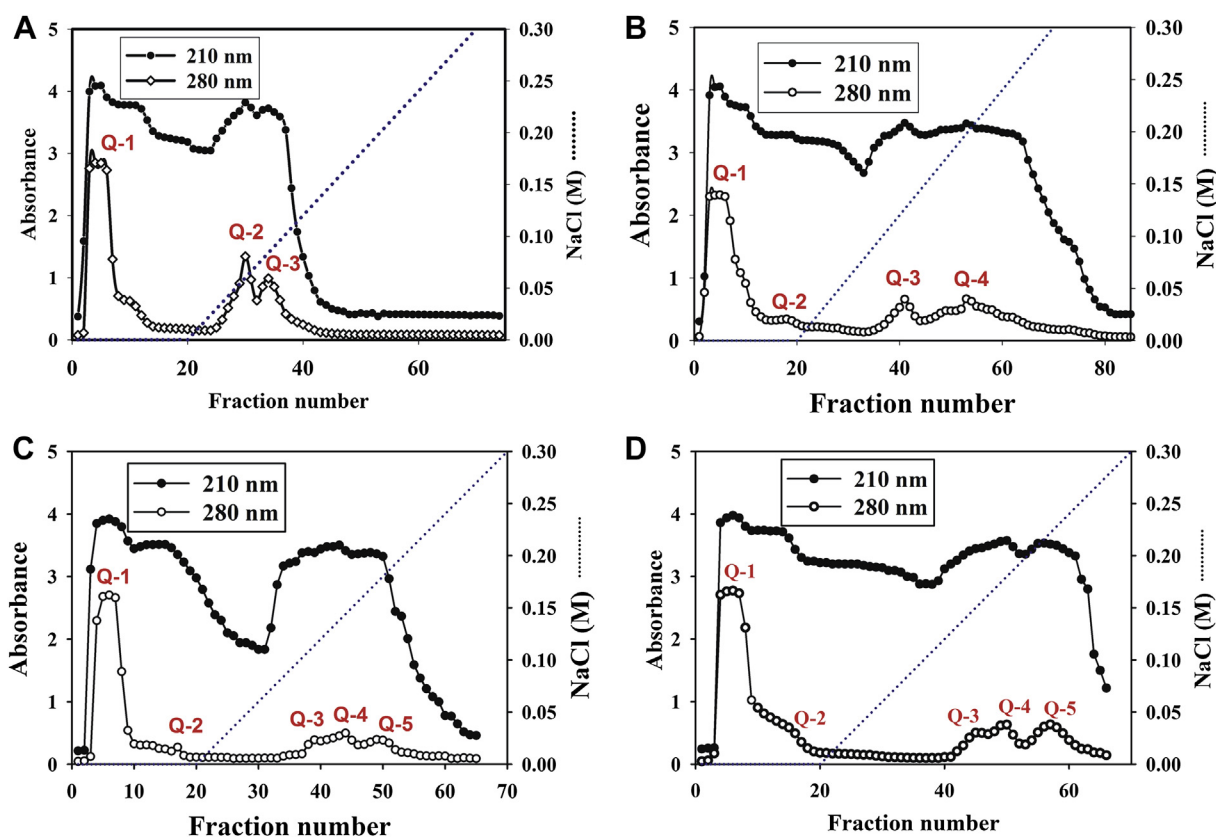 A
210 nm
280 nm
Q-1
Q-2
Q-3
5
4
3
2
1
0
0.30
0.25
0.20
0.15
0.10
0.05
0.00
0
20
40
60
Absorbance
NaCl (M)
Fraction number
B
210 nm
280 nm
Q-1
Q-2
Q-3
Q-4
5
4
3
2
1
0
0.30
0.25
0.20
0.15
0.10
0.05
0.00
0
20
40
60
80
Absorbance
NaCl (M)
Fraction number
C
210 nm
280 nm
Q-1
Q-2
Q-3
Q-4
Q-5
5
4
3
2
1
0
0.30
0.25
0.20
0.15
0.10
0.05
0.00
0
10
20
30
40
50
60
70
Absorbance
NaCl (M)
Fraction number
D
210 nm
280 nm
Q-1
Q-2
Q-3
Q-4
Q-5
5
4
3
2
1
0
0.30
0.25
0.20
0.15
0.10
0.05
0.00
0
20
40
60
Absorbance
NaCl (M)
Fraction number